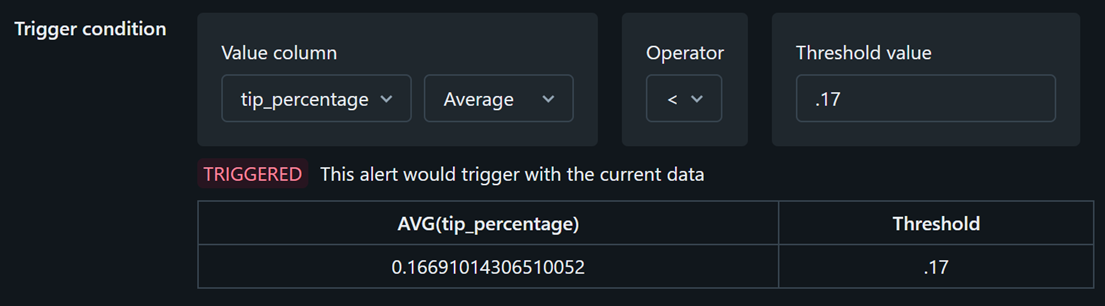 Trigger condition
Value column
Operator
Threshold value
tip_percentage
Average
<
.17
TRIGGERED This alert would trigger with the current data
AVG(tip_percentage) Threshold
0.16691014306510052 .17